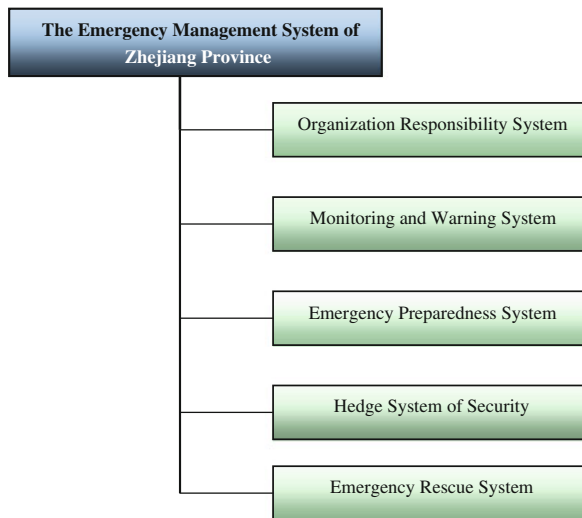 The Emergency Management System of
Zhejiang Province
Organization Responsibility System
Monitoring and Warning System
Emergency Preparedness System
Hedge System of Security
Emergency Rescue System